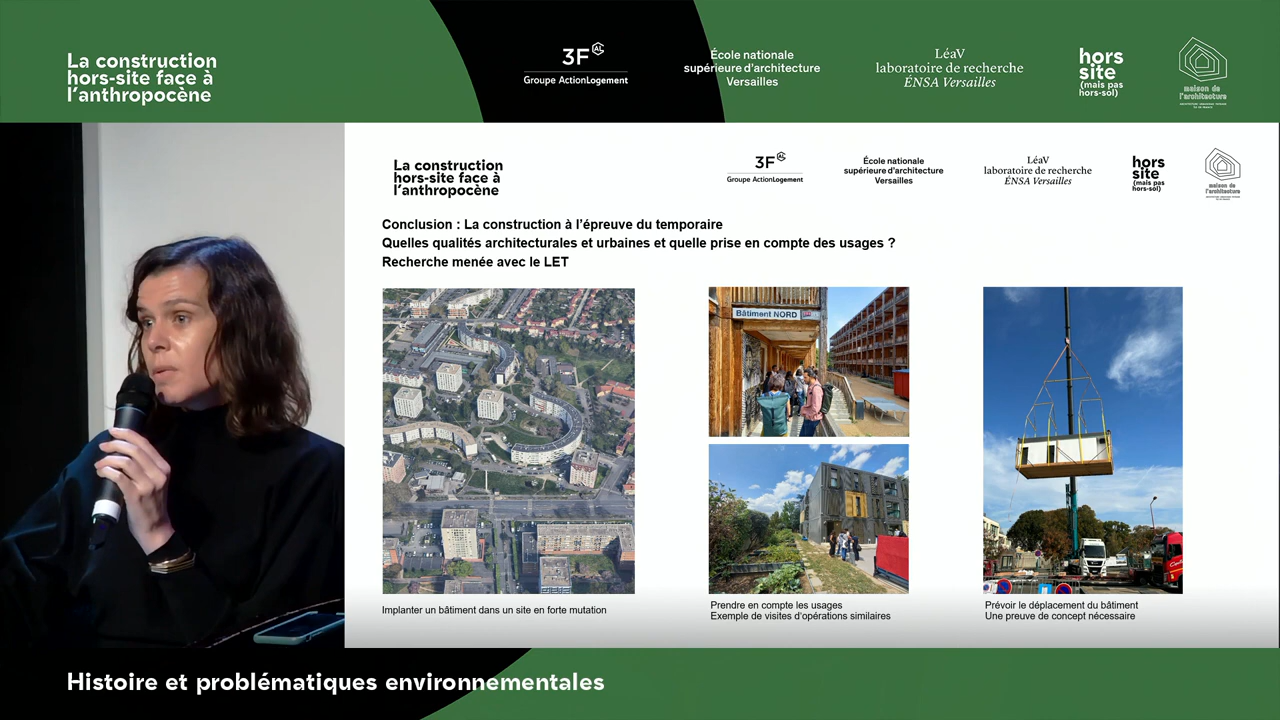 La construction
hors-site face à
l'anthropocène
3F AL
Groupe ActionLogement
École nationale
supérieure d'architecture
Versailles
LéaV
laboratoire de recherche
ÉNSA Versailles
hors
site
(mais pas
hors-sol)
maison de
l'architecture
La construction
hors-site face à
l'anthropocène
3F AL
Groupe ActionLogement
École nationale
supérieure d'architecture
Versailles
LéaV
laboratoire de recherche
ÉNSA Versailles
hors
site
(mais pas
hors-sol)
maison de
l'architecture
Conclusion : La construction à l'épreuve du temporaire
Quelles qualités architecturales et urbaines et quelle prise en compte des usages ?
Recherche menée avec le LET
Bâtiment NORD
Implanter un bâtiment dans un site en forte mutation
Prendre en compte les usages
Exemple de visites d'opérations similaires
Prévoir le déplacement du bâtiment
Une preuve de concept nécessaire
Histoire et problématiques environnementales